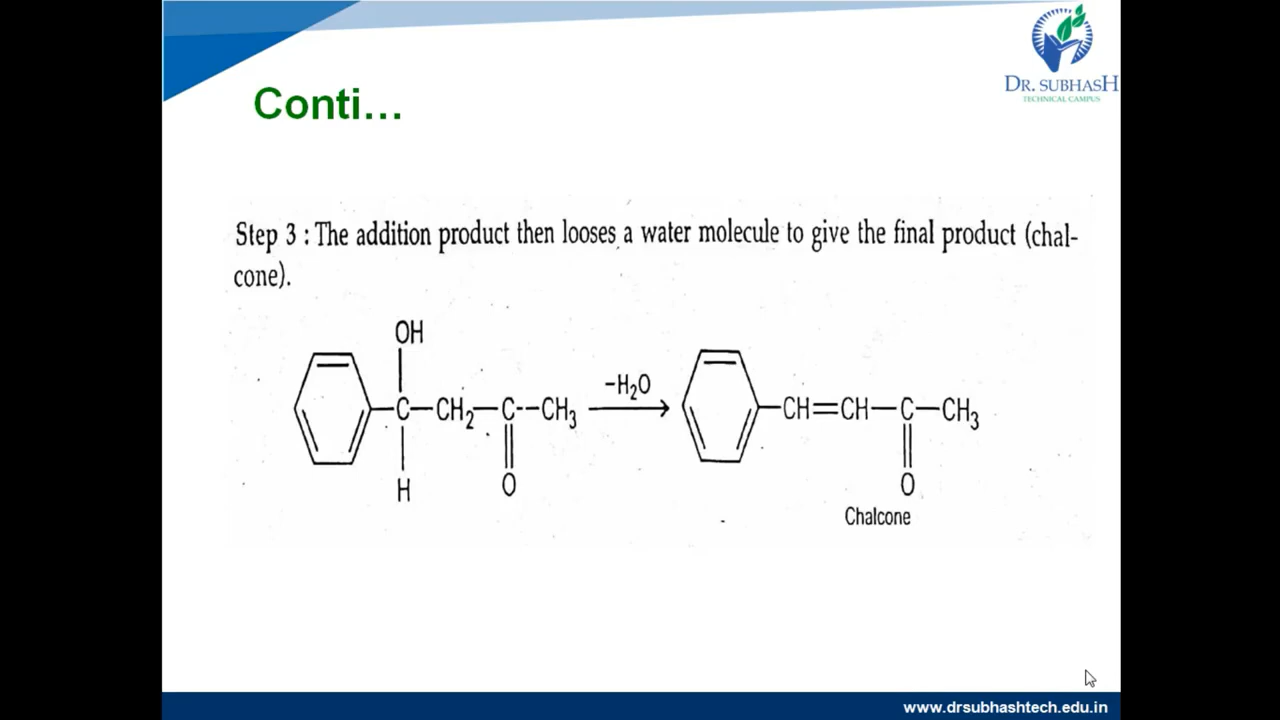 DR. SUBHASH
TECHNICAL CAMPUS
Conti...
Step 3 : The addition product then looses a water molecule to give the final product (chal-
cone).
OH
C—CH₂—C--CH₃
H
O
–H₂O
CH=CH—C—CH₃
O
Chalcone
www.drsubhashtech.edu.in